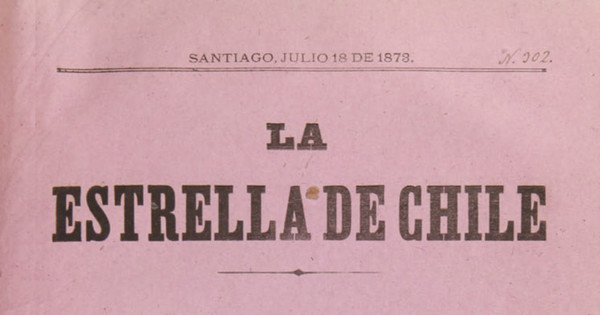 SANTIAGO, JULIO 18 DE 1873.
N. 302.
LA
ESTRELLA DE CHILE